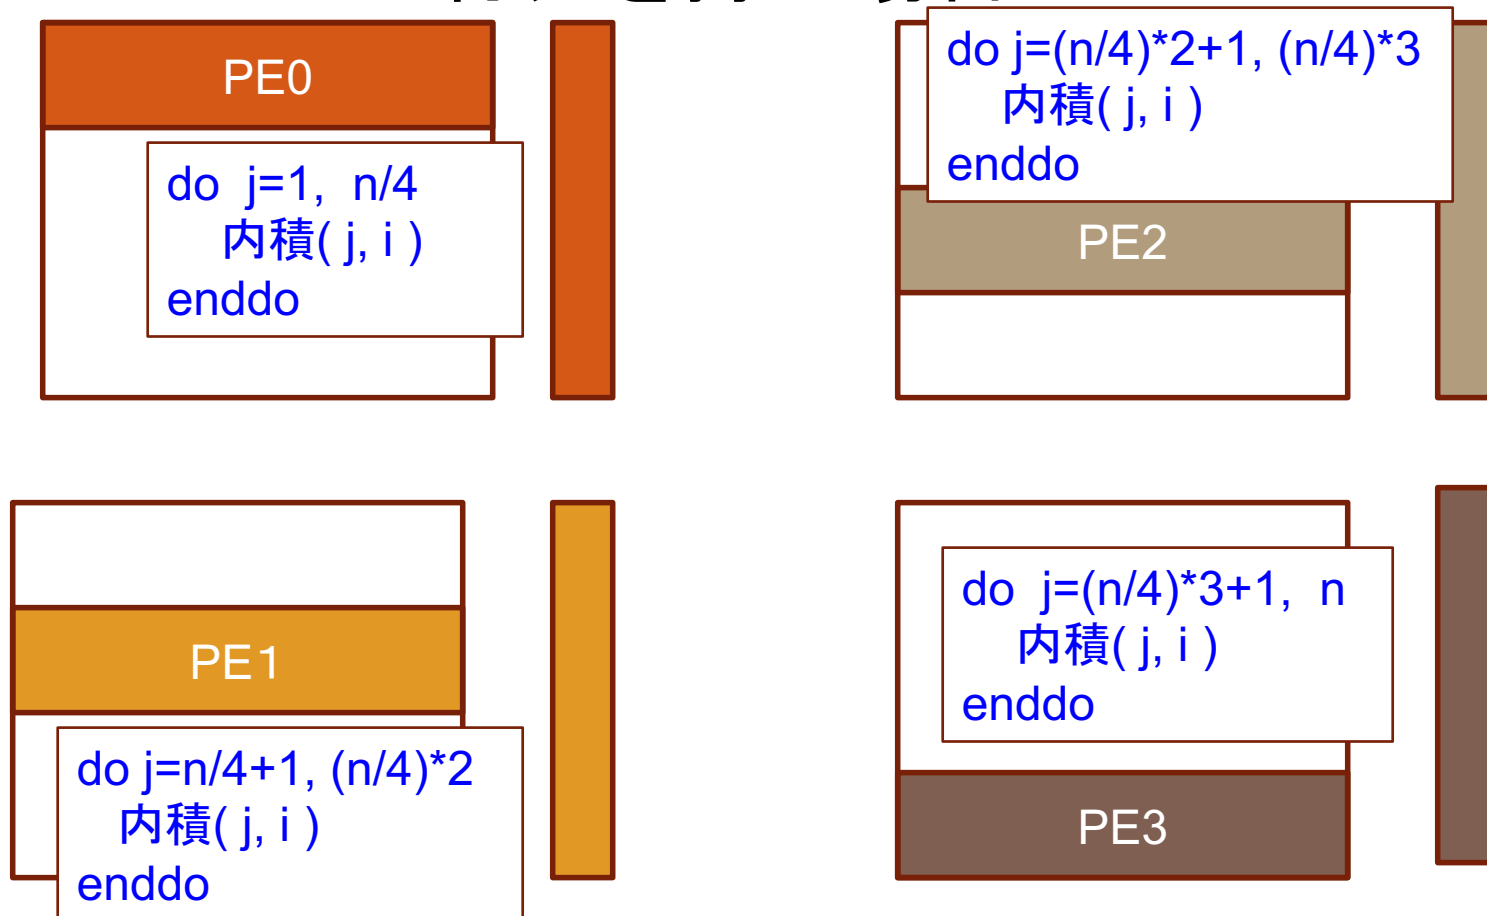 PE0
do j=1, n/4
内積( j, i )
enddo
do j=(n/4)*2+1, (n/4)*3
内積( j, i )
enddo
PE2
PE1
do j=n/4+1, (n/4)*2
内積( j, i )
enddo
do j=(n/4)*3+1, n
内積( j, i )
enddo
PE3